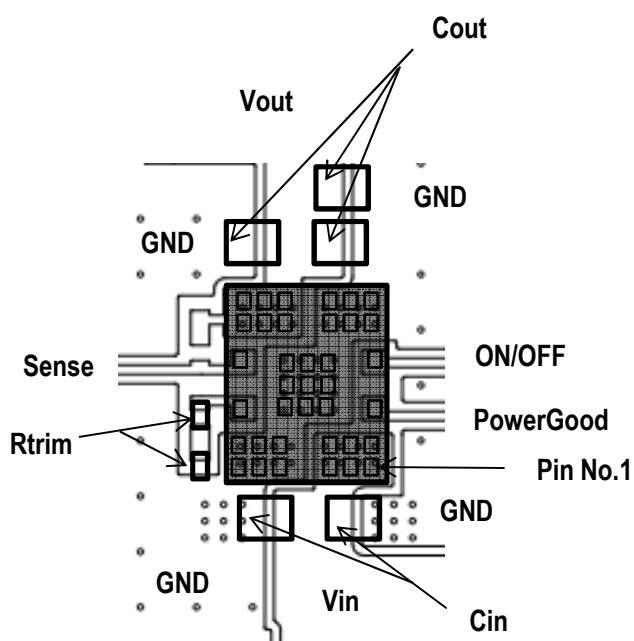 Cout
Vout
GND
GND
Sense
ON/OFF
PowerGood
Rtrim
Pin No.1
GND
GND
Vin
Cin